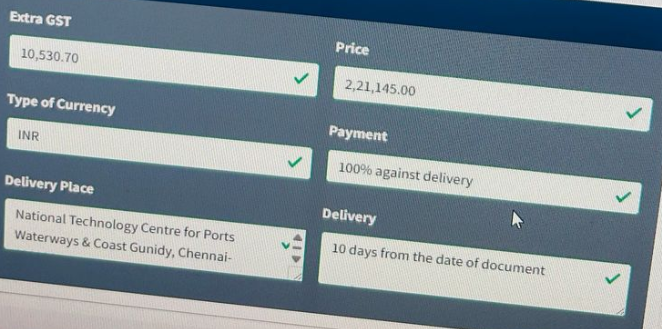 Extra GST
10,530.70
Price
2,21,145.00
Type of Currency
INR
Payment
100% against delivery
Delivery Place
National Technology Centre for Ports
Waterways & Coast Gunidy, Chennai-
Delivery
10 days from the date of document